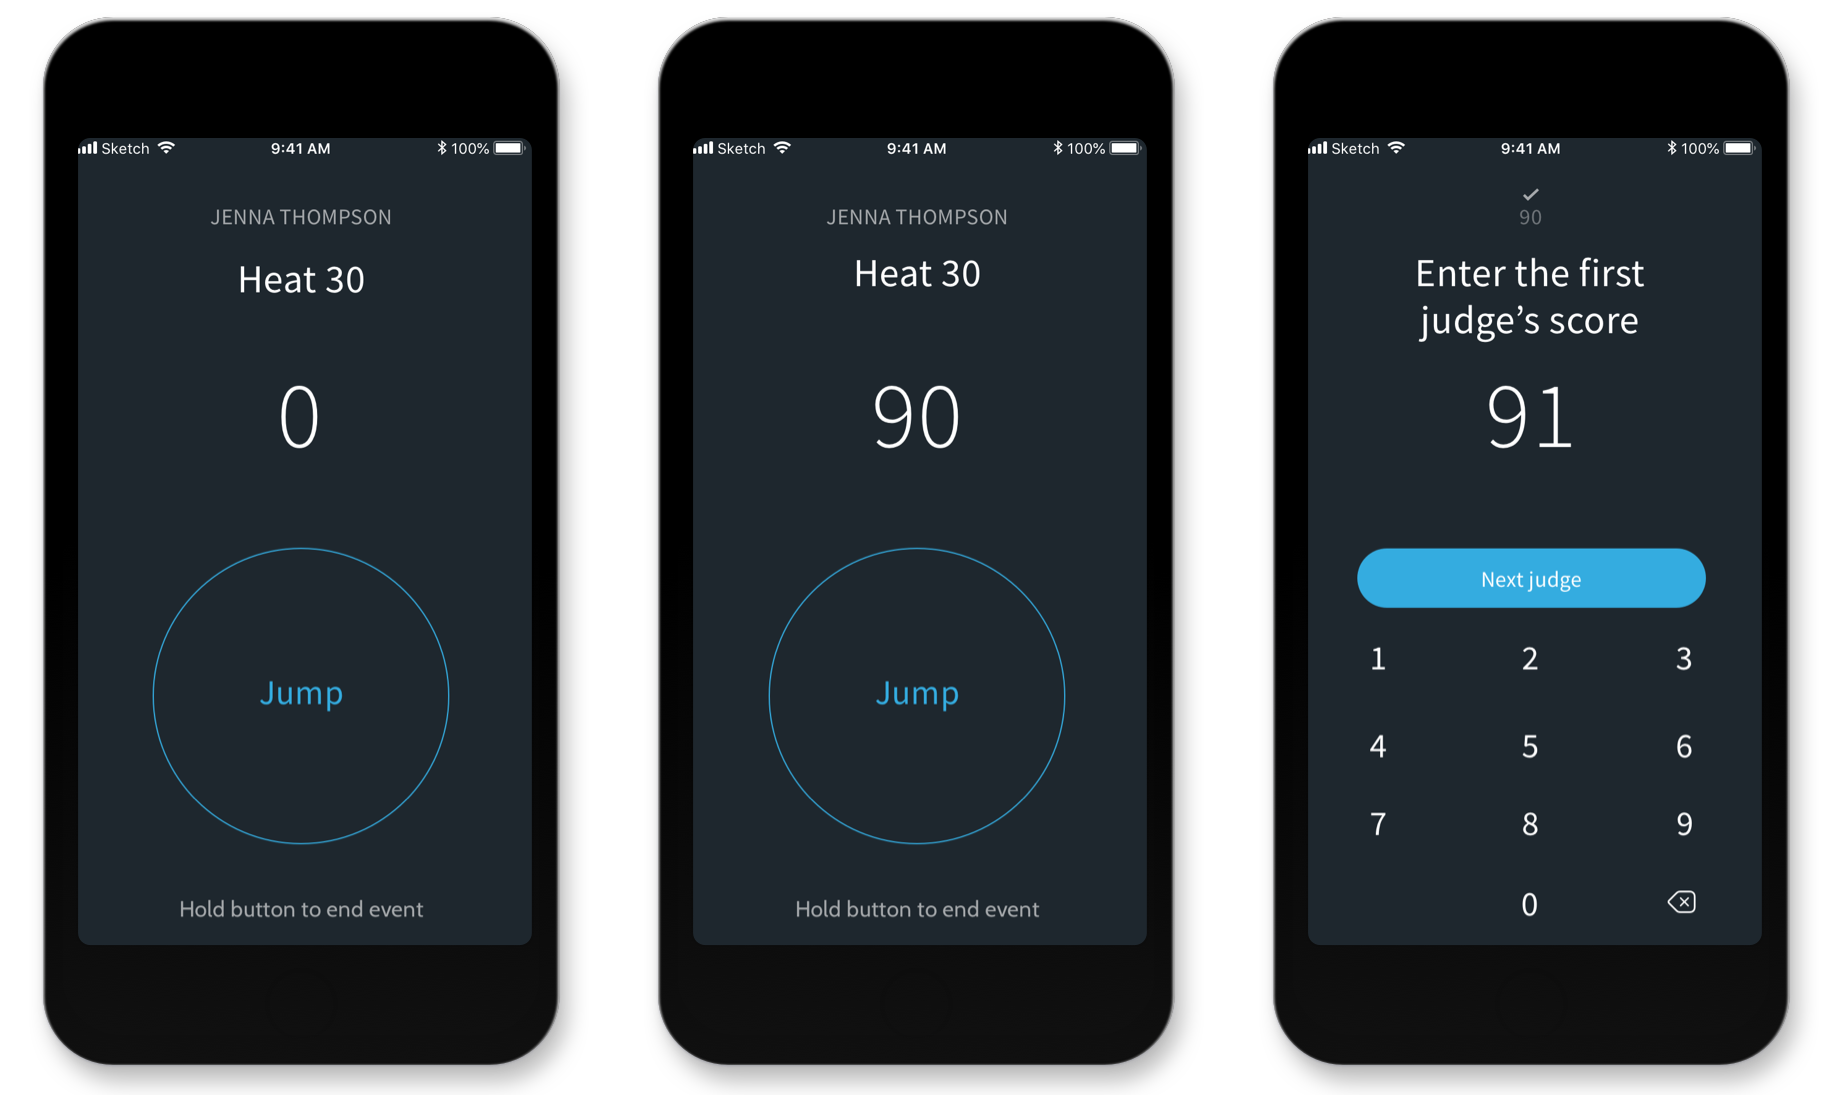 Sketch 9:41 AM 100%
JENNA THOMPSON
Heat 30
0
Jump
Hold button to end event
Sketch 9:41 AM 100%
JENNA THOMPSON
Heat 30
90
Jump
Hold button to end event
Sketch 9:41 AM 100%
90
Enter the first
judge’s score
91
Next judge
1 2 3
4 5 6
7 8 9
0